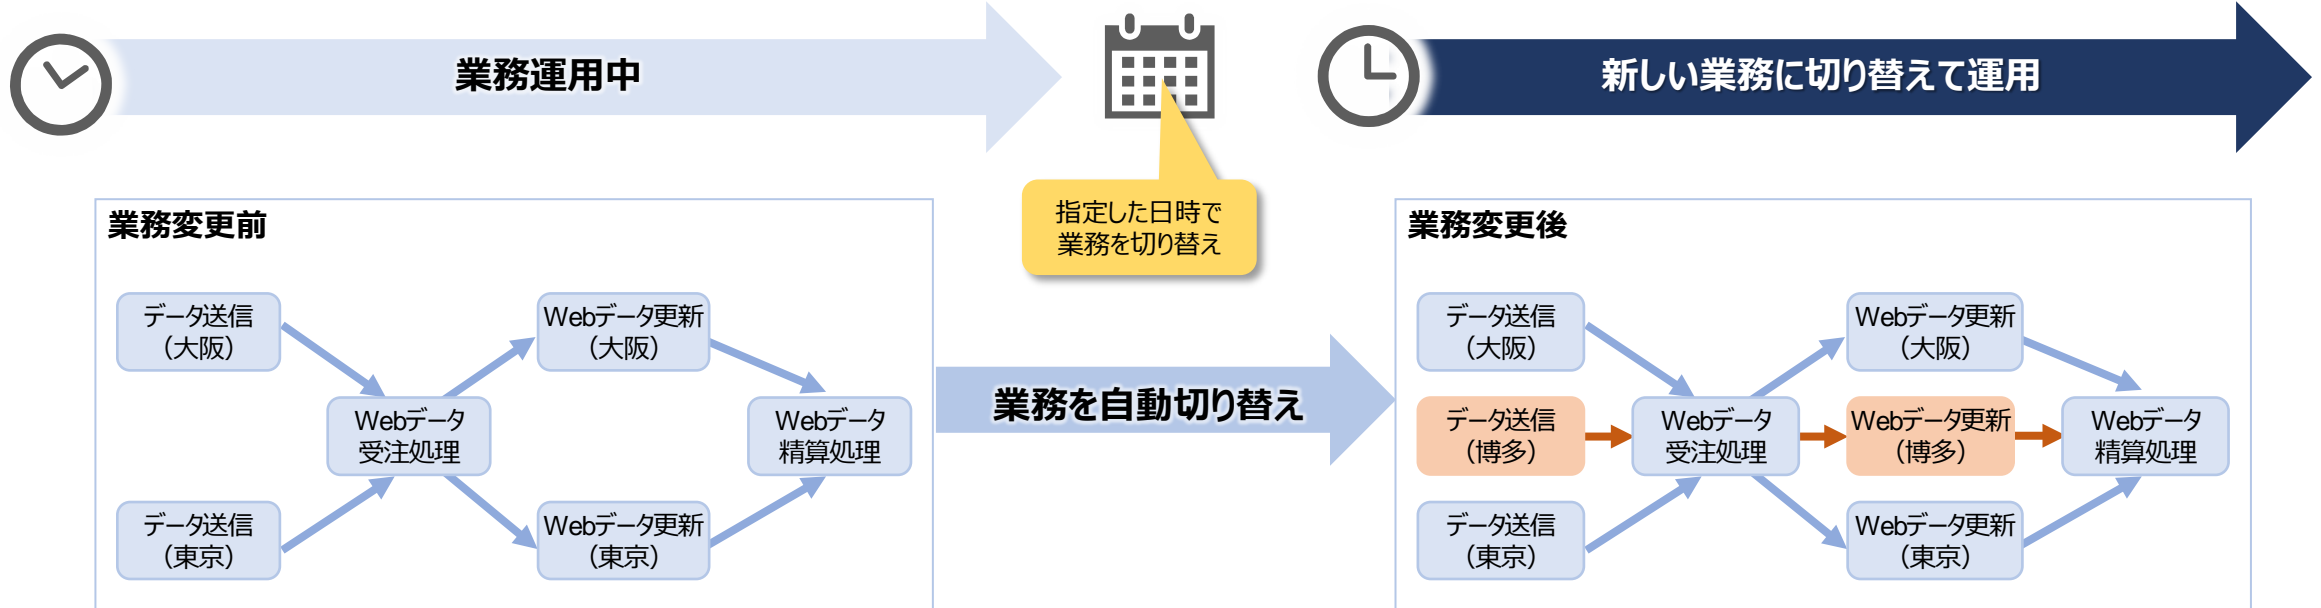 業務運用中
新しい業務に切り替えて運用
指定した日時で
業務を切り替え
業務変更前
データ送信
（大阪）
Webデータ更新
（大阪）
Webデータ
受注処理
Webデータ
精算処理
データ送信
（東京）
Webデータ更新
（東京）
業務を自動切り替え
業務変更後
データ送信
（大阪）
Webデータ更新
（大阪）
データ送信
（博多）
Webデータ
受注処理
Webデータ更新
（博多）
Webデータ
精算処理
データ送信
（東京）
Webデータ更新
（東京）